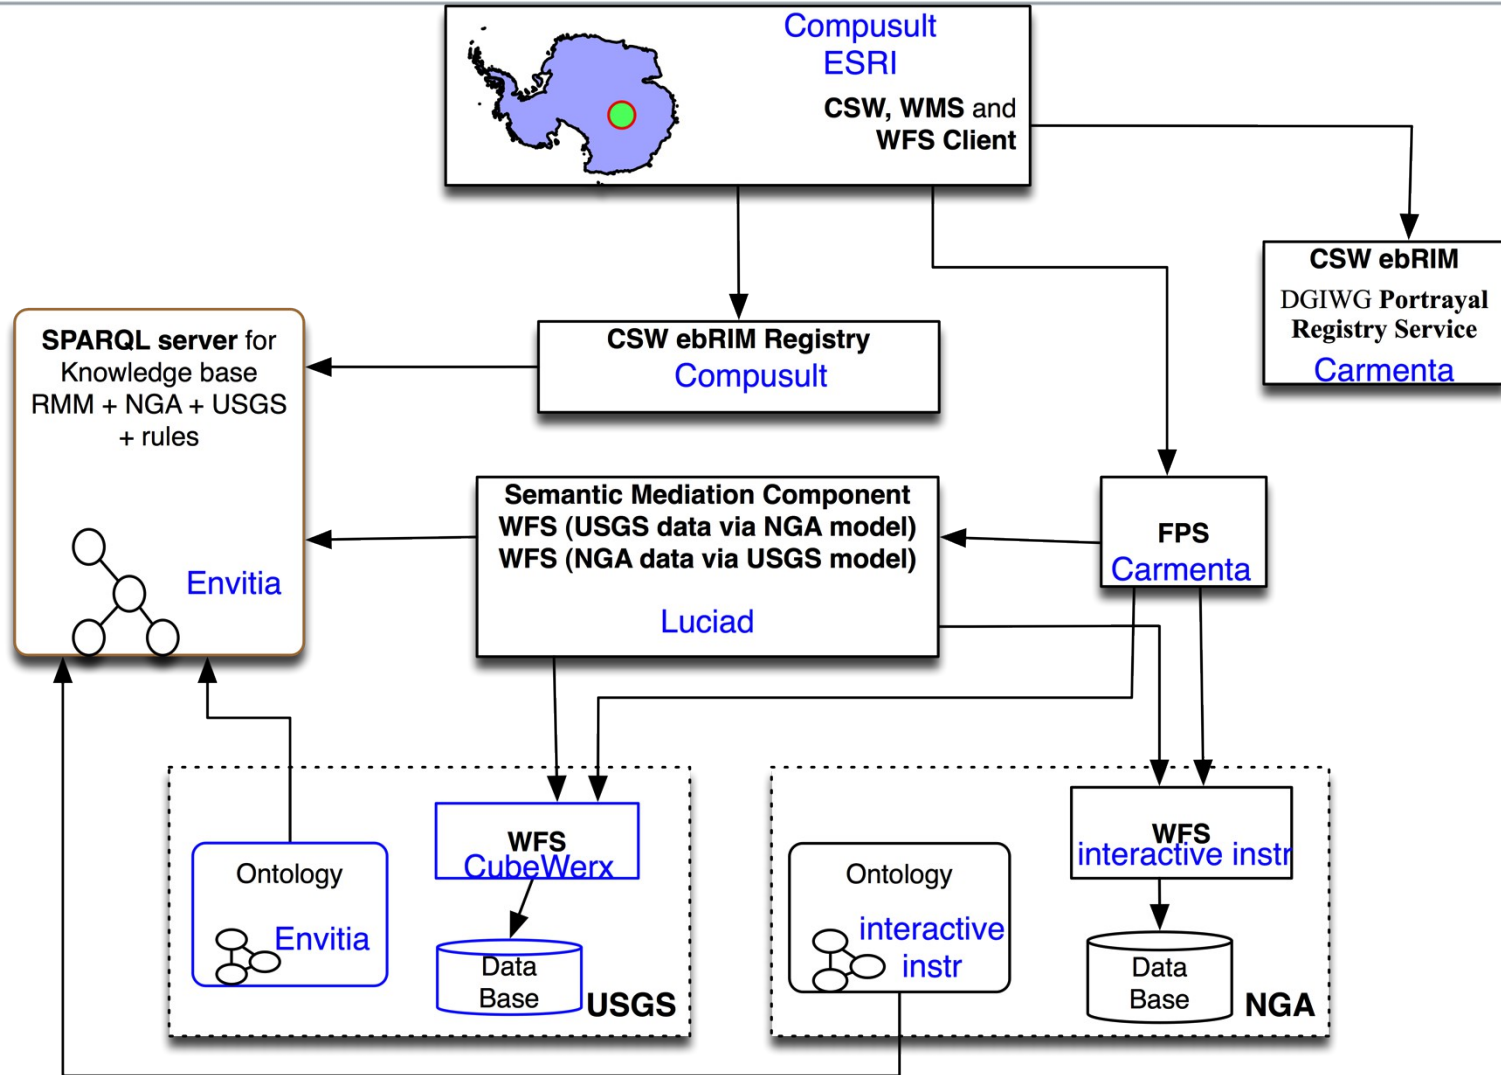 Compusult
ESRI
CSW, WMS and
WFS Client
CSW ebRIM
DGIWG Portrayal
Registry Service
Carmenta
SPARQL server for
Knowledge base
RMM + NGA + USGS
+ rules
Envitia
CSW ebRIM Registry
Compusult
Semantic Mediation Component
WFS (USGS data via NGA model)
WFS (NGA data via USGS model)
Luciad
FPS
Carmenta
Ontology
Envitia
WFS
CubeWerx
Data
Base
USGS
Ontology
interactive
instr
WFS
interactive instr
Data
Base
NGA